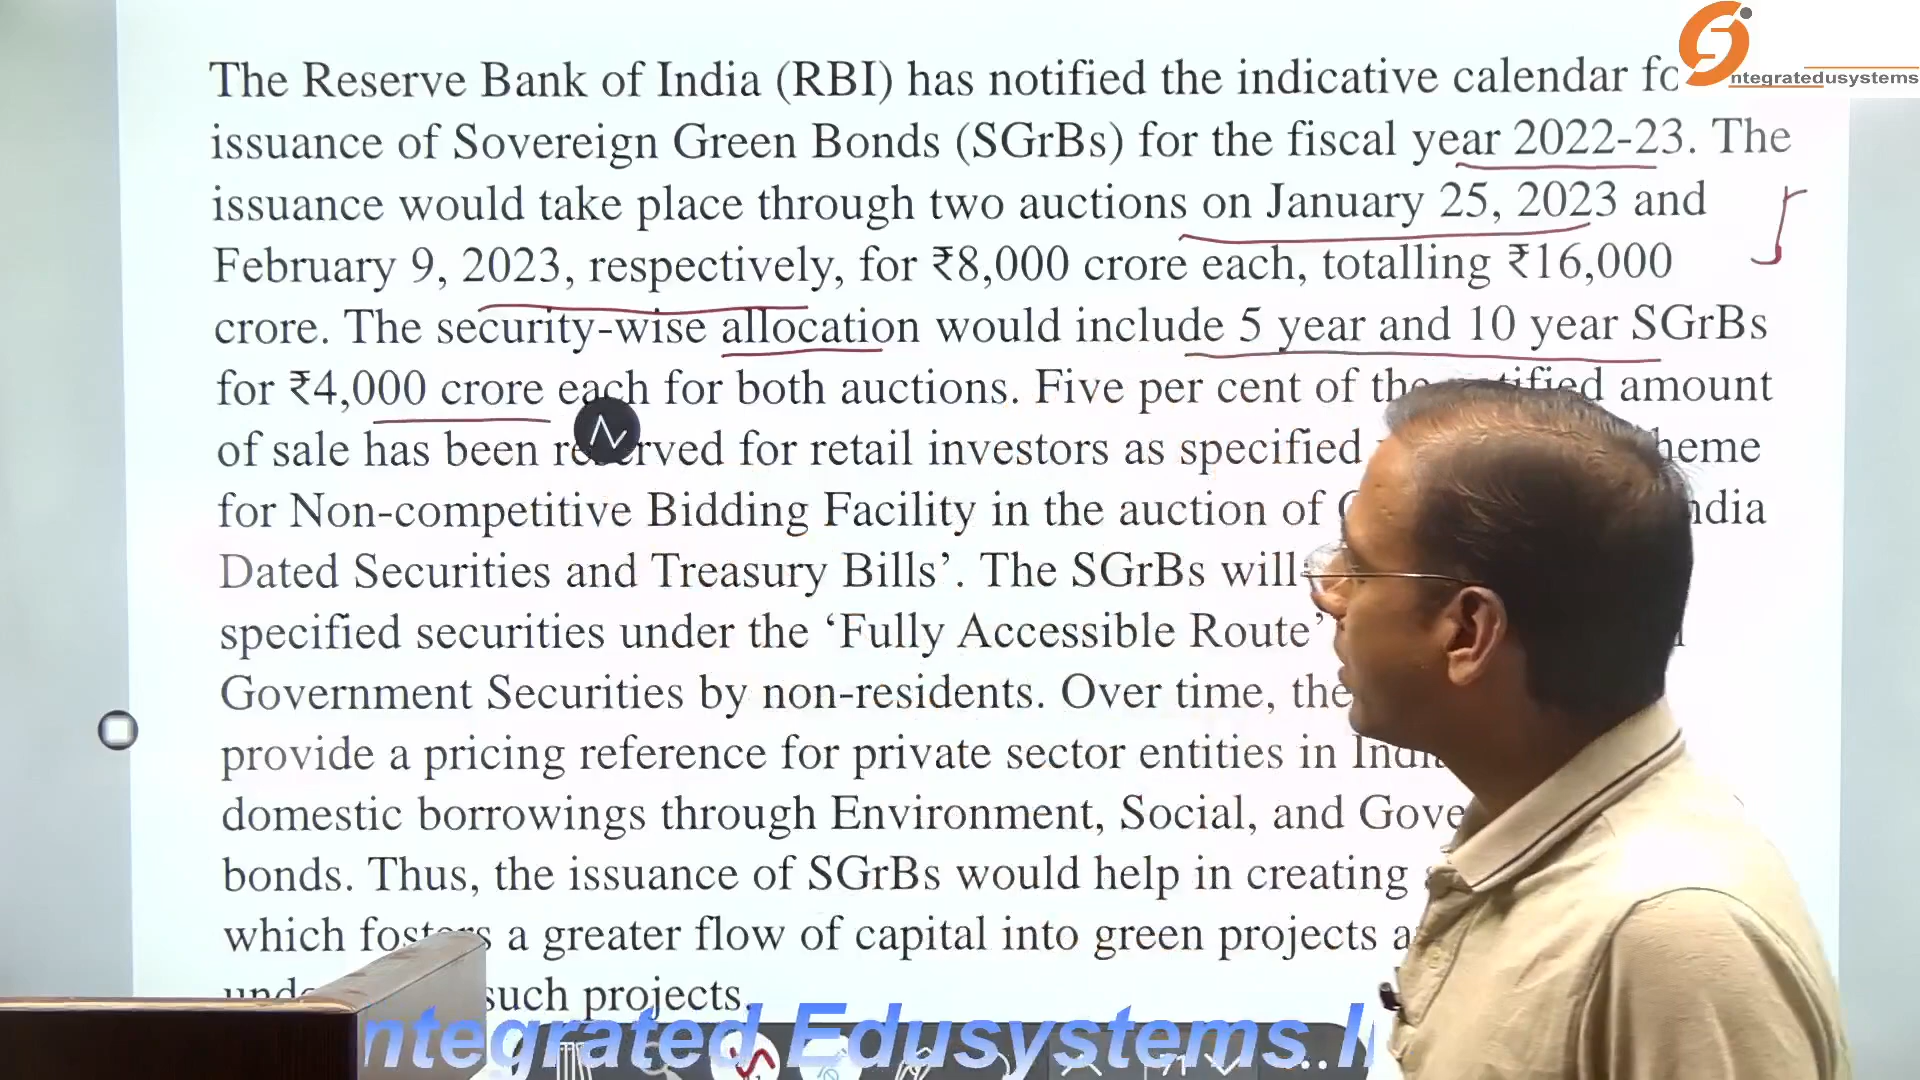 The Reserve Bank of India (RBI) has notified the indicative calendar
issuance of Sovereign Green Bonds (SGrBs) for the fiscal year 2022-23. The
issuance would take place through two auctions on January 25, 2023 and
February 9, 2023, respectively, for ₹8,000 crore each, totalling ₹16,000
crore. The security-wise allocation would include 5 year and 10 year SGrBs
for ₹4,000 crore each for both auctions. Five per cent of the amount
of sale has been reserved for retail investors as specified
for Non-competitive Bidding Facility in the auction of
Dated Securities and Treasury Bills’. The SGrBs will
specified securities under the ‘Fully Accessible Route’
Government Securities by non-residents. Over time, the
provide a pricing reference for private sector entities in
domestic borrowings through Environment, Social, and
bonds. Thus, the issuance of SGrBs would help in creating
which fosters a greater flow of capital into green projects
such projects.
ntegratedusystems
ntegrated Edusystems.